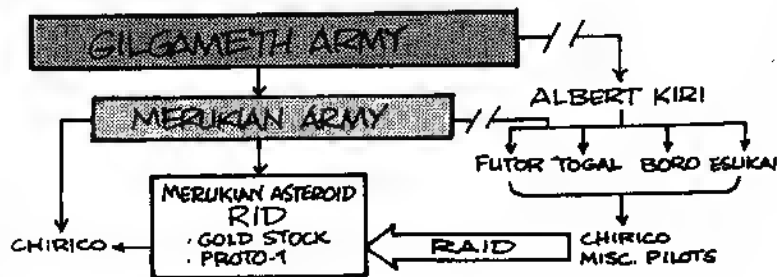 GILGAMETH ARMY
ALBERT KIRI
MERUKIAN ARMY
FUTOR TOGAL BORO ESUKAI
MERUKIAN ASTEROID
RID
· GOLD STOCK
· PROTO-1
CHIRICO
RAID
CHIRICO
MISC. PILOTS